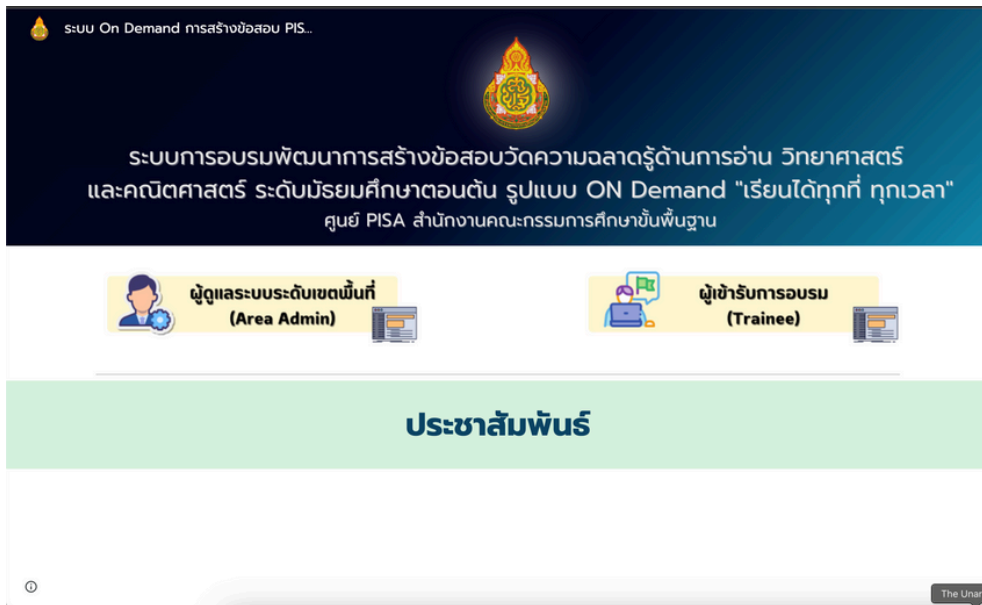 ระบบ On Demand การสร้างข้อสอบ PIS...
ระบบการอบรมพัฒนาการสร้างข้อสอบวัดความฉลาดรู้ด้านการอ่าน วิทยาศาสตร์
และคณิตศาสตร์ ระดับมัธยมศึกษาตอนต้น รูปแบบ ON Demand "เรียนได้ทุกที่ ทุกเวลา"
ศูนย์ PISA สำนักงานคณะกรรมการศึกษาขั้นพื้นฐาน
ผู้ดูแลระบบระดับเขตพื้นที่
(Area Admin)
ผู้เข้ารับการอบรม
(Trainee)
ประชาสัมพันธ์
The Unar